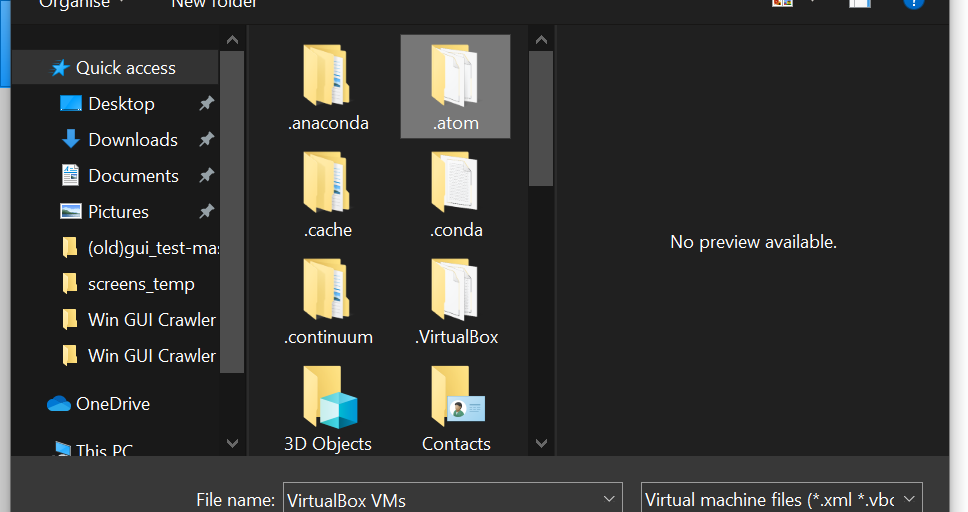 Organise
New folder
Quick access
Desktop
Downloads
Documents
Pictures
(old)gui_test-mas
screens_temp
Win GUI Crawler
Win GUI Crawler
OneDrive
This PC
.anaconda
.atom
.cache
.conda
.continuum
.VirtualBox
3D Objects
Contacts
No preview available.
File name:
VirtualBox VMs
Virtual machine files (*.xml *.vbo